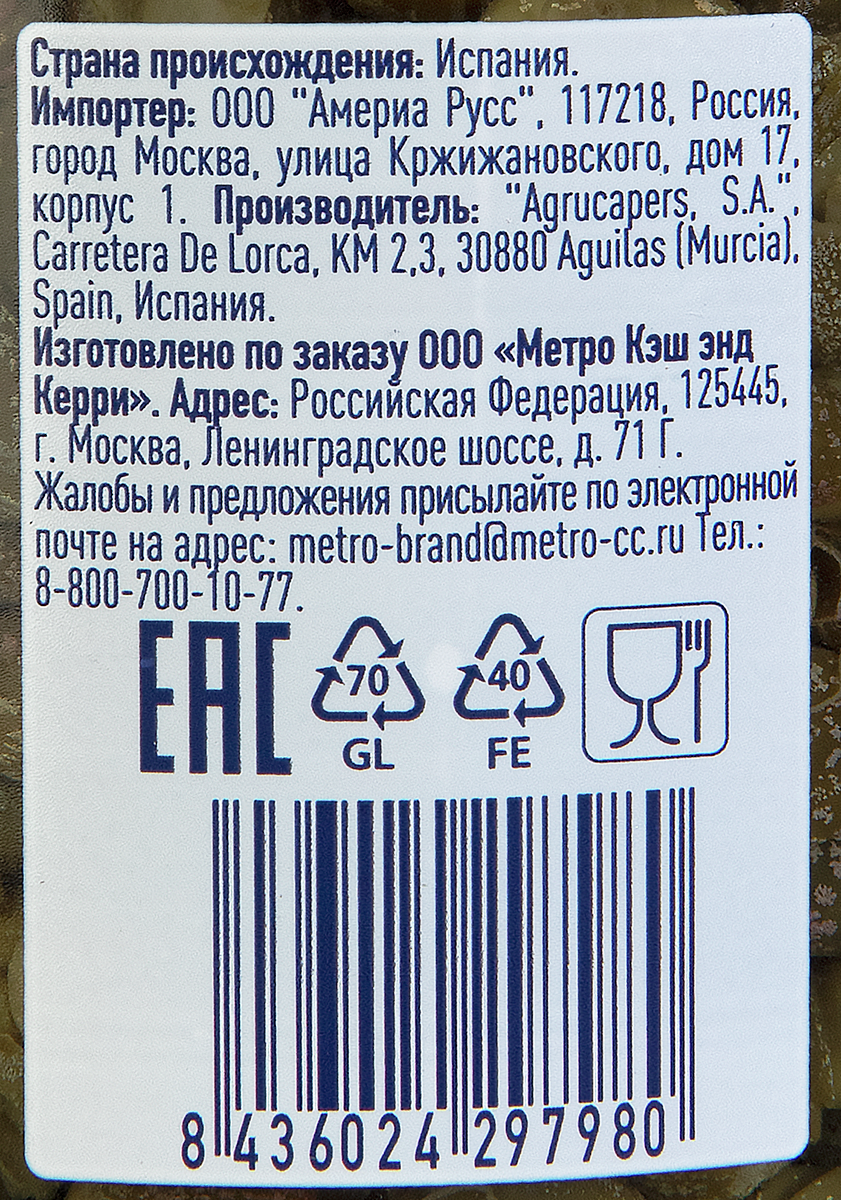 Страна происхождения: Испания.
Импортер: ООО "Америа Русс", 117218, Россия,
город Москва, улица Кржижановского, дом 17,
корпус 1. Производитель: "Agrucapers, S.A.",
Carretera De Lorca, KM 2,3, 30880 Aguilas (Murcia),
Spain, Испания.
Изготовлено по заказу ООО «Метро Кэш энд
Керри». Адрес: Российская Федерация, 125445,
г. Москва, Ленинградское шоссе, д. 71 Г.
Жалобы и предложения присылайте по электронной
почте на адрес: metro-brand@metro-cc.ru Тел.:
8-800-700-10-77.
EAC 70 40
GL FE
8 436024 297980